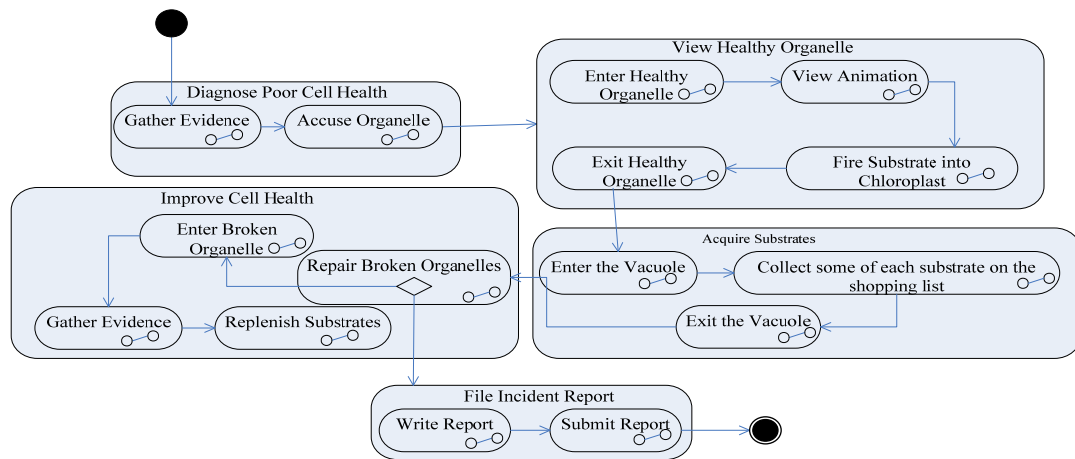 Diagnose Poor Cell Health
Gather Evidence
Accuse Organelle
View Healthy Organelle
Enter Healthy
Organelle
View Animation
Exit Healthy
Organelle
Fire Substrate into
Chloroplast
Improve Cell Health
Enter Broken
Organelle
Repair Broken Organelles
Gather Evidence
Replenish Substrates
Acquire Substrates
Enter the Vacuole
Collect some of each substrate on the
shopping list
Exit the Vacuole
File Incident Report
Write Report
Submit Report